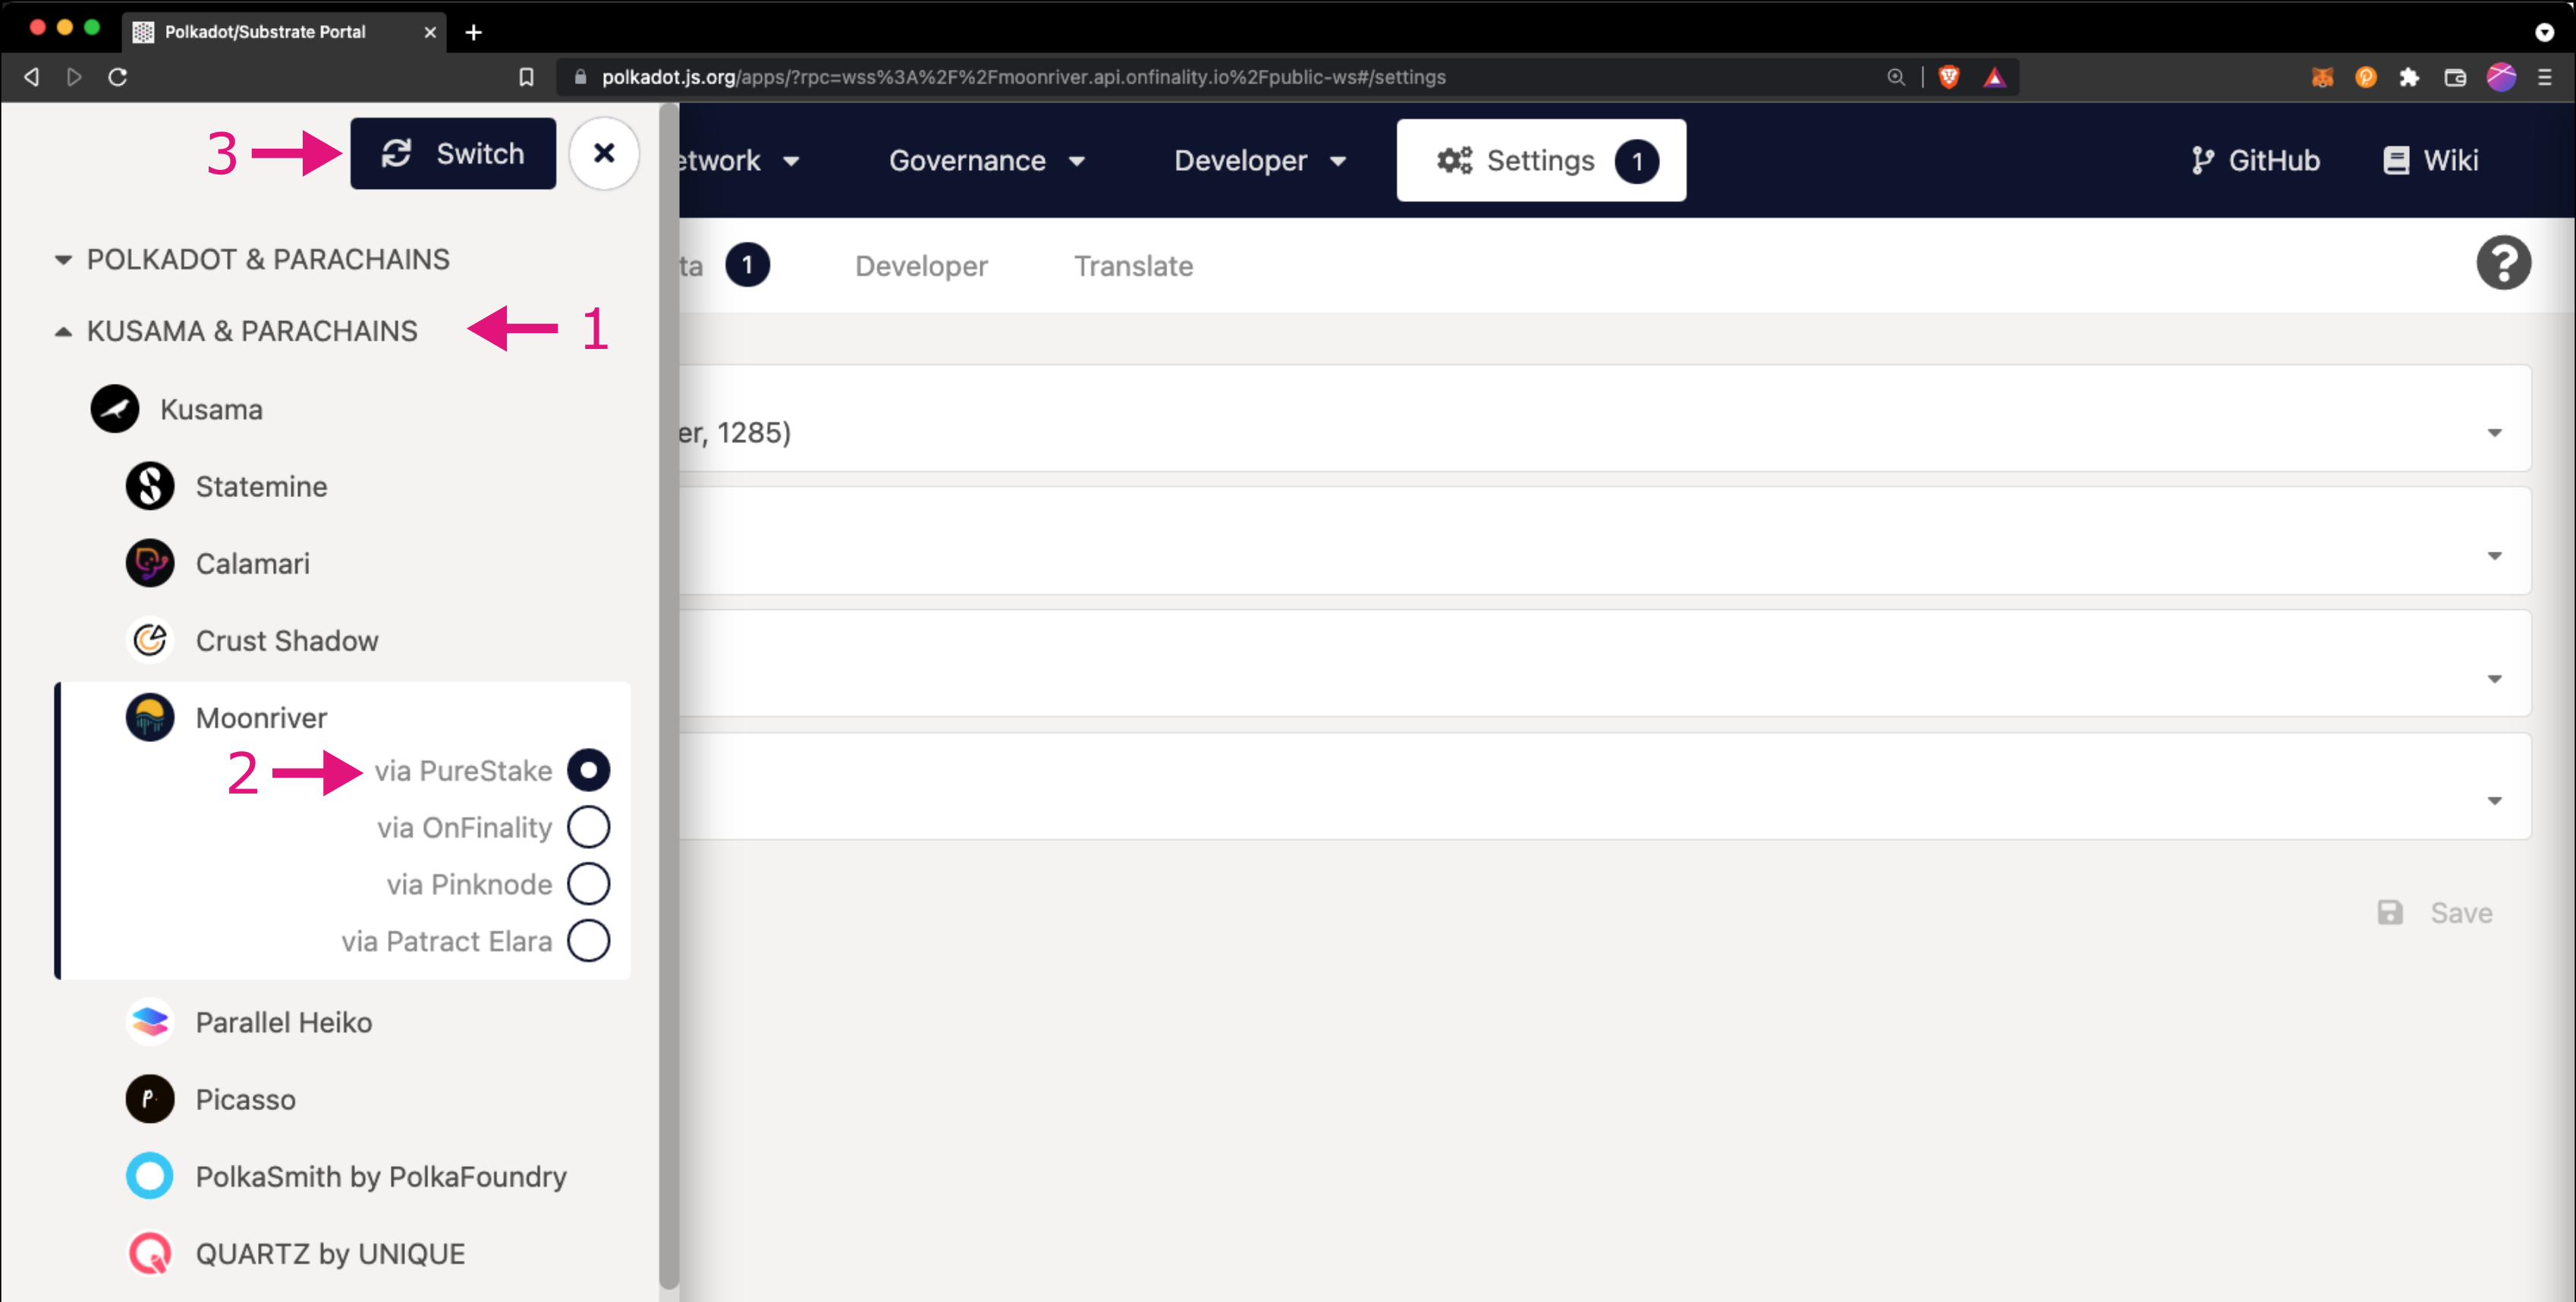 Polkadot/Substrate Portal
polkadot.js.org/apps/?rpc=wss%3A%2F%2Fmoonriver.api.onfinality.io%2Fpublic-ws#/settings
3
Switch
etwork
Governance
Developer
Settings
1
GitHub
Wiki
POLKADOT & PARACHAINS
ta
1
Developer
Translate
?
KUSAMA & PARACHAINS
1
Kusama
er, 1285)
Statemine
Calamari
Crust Shadow
Moonriver
2
via PureStake
via OnFinality
via Pinknode
via Patract Elara
Save
Parallel Heiko
Picasso
PolkaSmith by PolkaFoundry
QUARTZ by UNIQUE